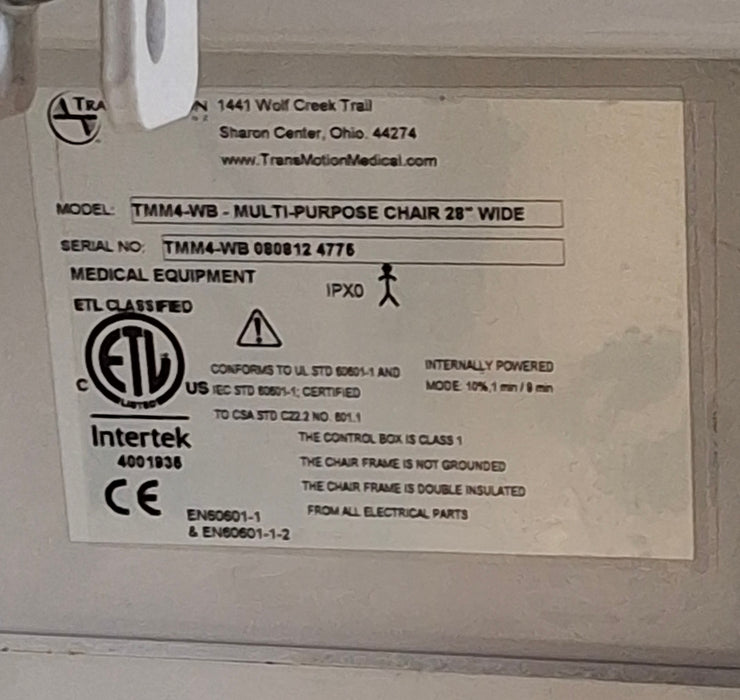 TRA N 1441 Wolf Creek Trail
Sharon Center, Ohio. 44274
www.TransMotionMedical.com
MODEL: TMM4-WB - MULTI-PURPOSE CHAIR 28" WIDE
SERIAL NO: TMM4-WB 080812 4776
MEDICAL EQUIPMENT
IPX0
ETL CLASSIFIED
ETL
LISTED
C US
CONFORMS TO UL STD 60601-1 AND
IEC STD 60601-1; CERTIFIED
TO CSA STD C22.2 NO. 601.1
INTERNALLY POWERED
MODE: 10%, 1 min / 9 min
Intertek
4001936
THE CONTROL BOX IS CLASS 1
THE CHAIR FRAME IS NOT GROUNDED
THE CHAIR FRAME IS DOUBLE INSULATED
FROM ALL ELECTRICAL PARTS
CE
EN60601-1
& EN60601-1-2